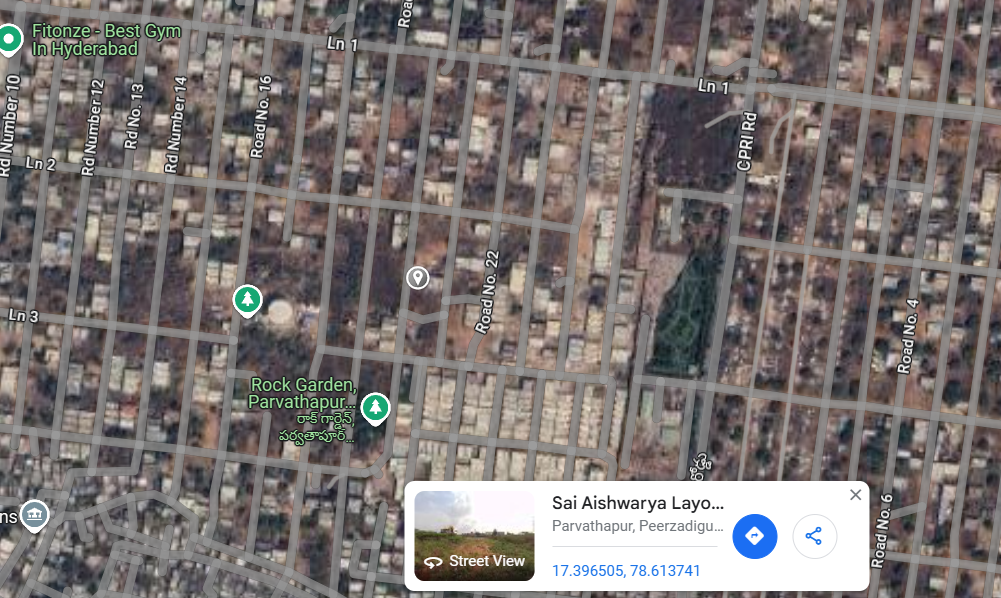 Fitonze - Best Gym
In Hyderabad
Ln 1
Ln 1
Rd Number 10
Rd Number 12
Rd No. 13
Rd Number 14
Road No. 16
CPRI Rd
Ln 2
Road No. 22
Ln 3
Road No. 4
Rock Garden,
Parvathapur...
రాక్ గార్డెన్,
పర్వతాపూర్...
Sai Aishwarya Layo...
Parvathapur, Peerzadigu...
Street View
17.396505, 78.613741
Road No. 6